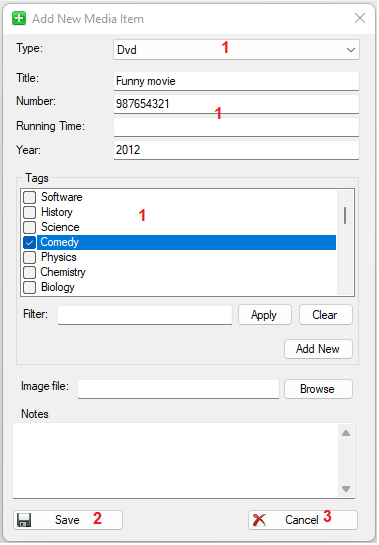 Add New Media Item
Type: Dvd 1
Title: Funny movie
Number: 987654321 1
Running Time:
Year: 2012
Tags
Software
History
Science 1
Comedy
Physics
Chemistry
Biology
Filter: Apply Clear
Add New
Image file: Browse
Notes
Save 2 Cancel 3